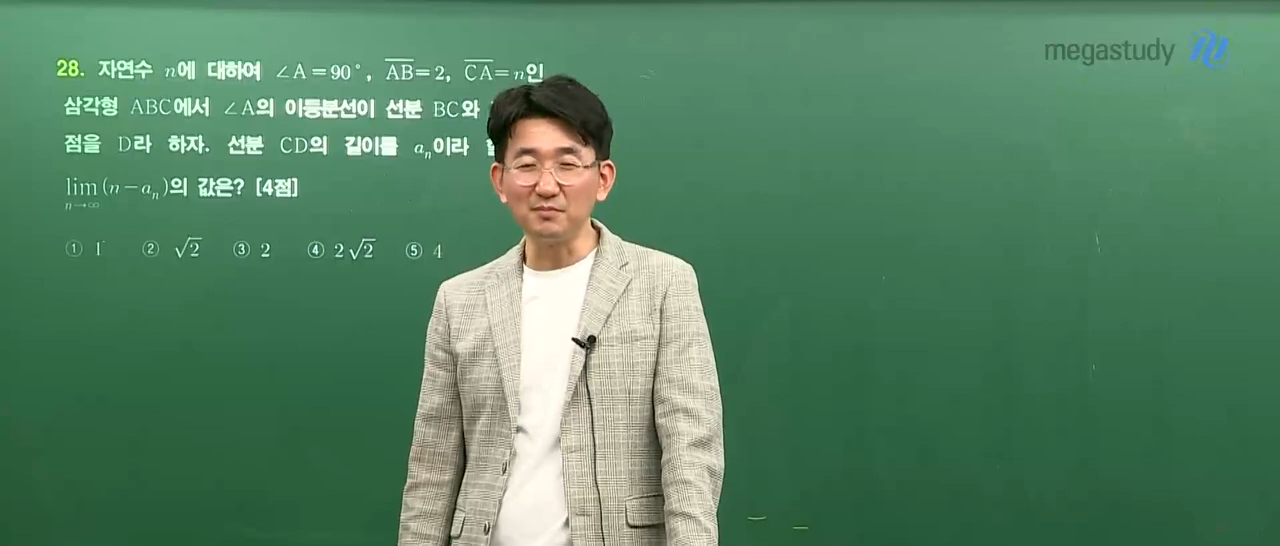 megastudy
28. 자연수 n에 대하여 ∠A=90°, \overline{AB}=2, \overline{CA}=n인
삼각형 ABC에서 ∠A의 이등분선이 선분 BC와
점을 D라 하자. 선분 CD의 길이를 aₙ이라
lim_{n→∞}(n−aₙ)의 값은? [4점]
① 1 ② √2 ③ 2 ④ 2√2 ⑤ 4